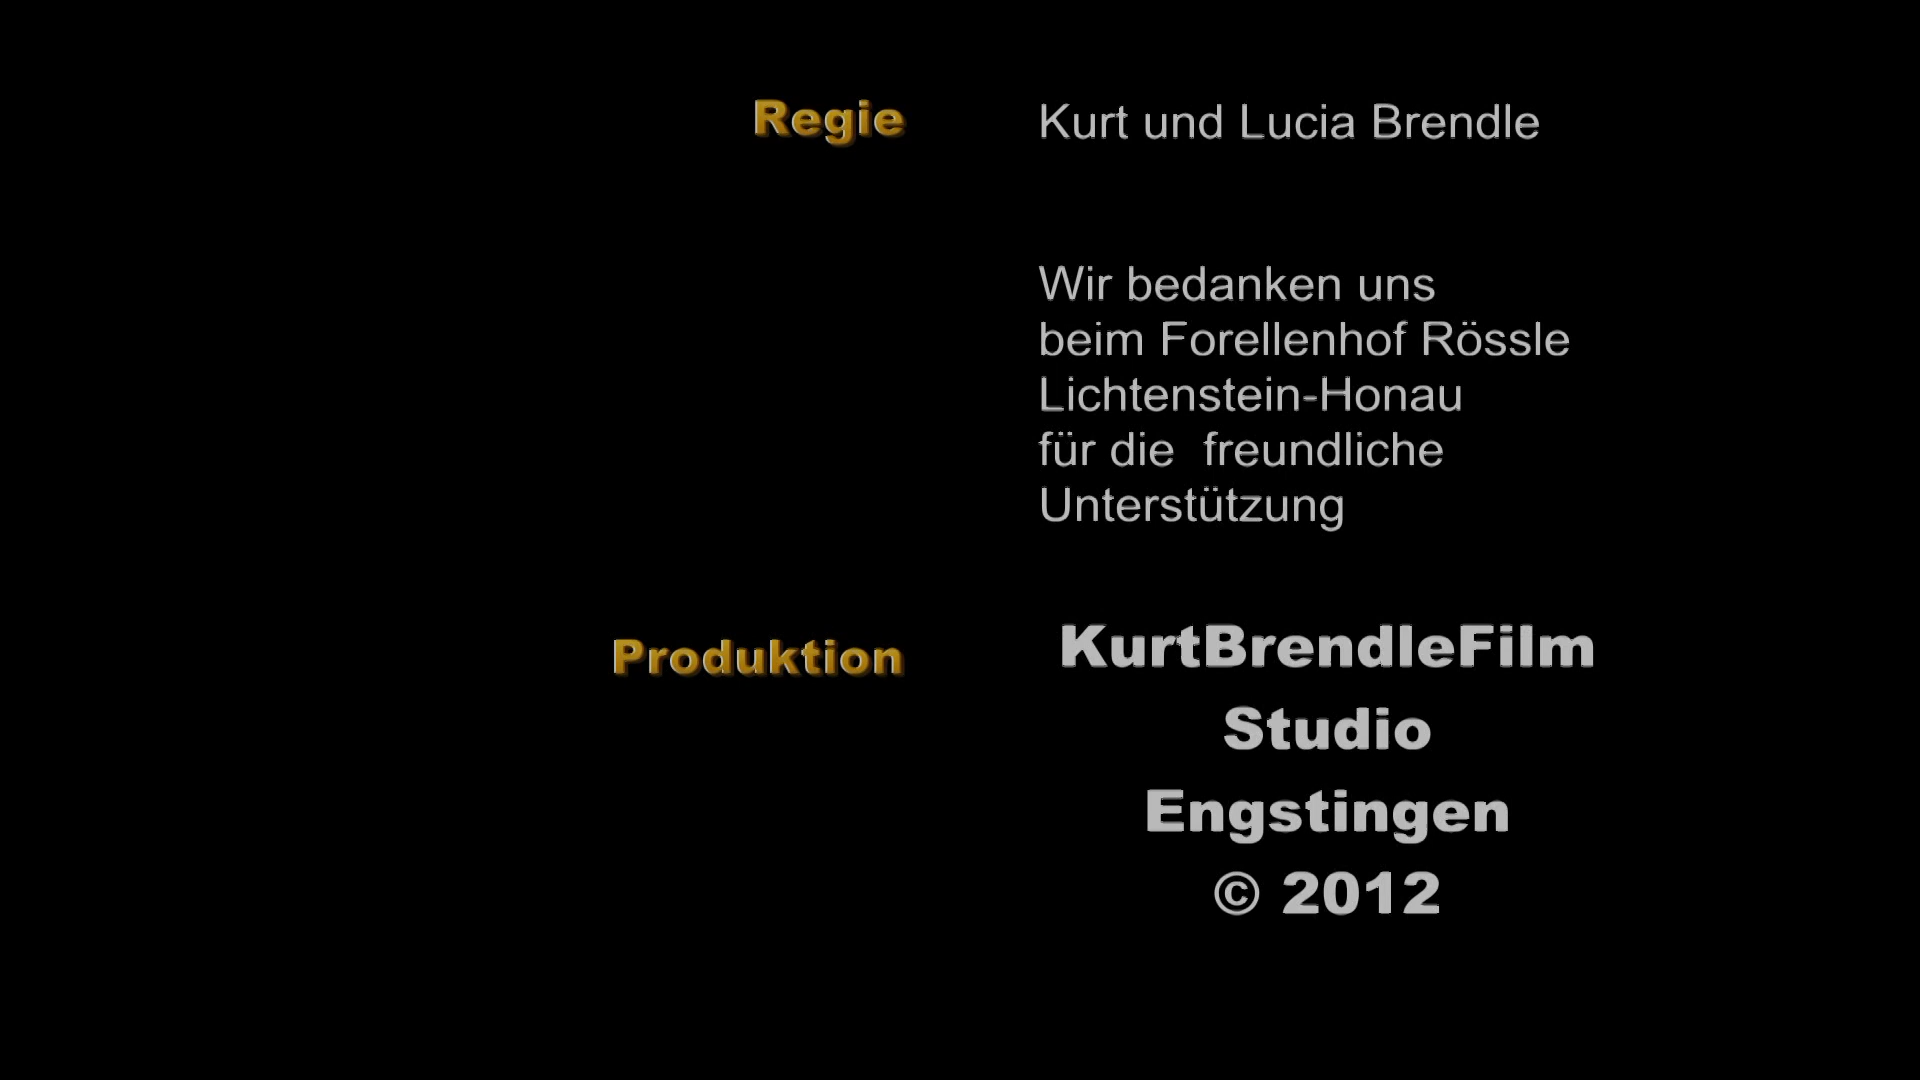 Regie Kurt und Lucia Brendle
Wir bedanken uns
beim Forellenhof Rössle
Lichtenstein-Honau
für die  freundliche
Unterstützung
Produktion KurtBrendleFilm
Studio
Engstingen
© 2012